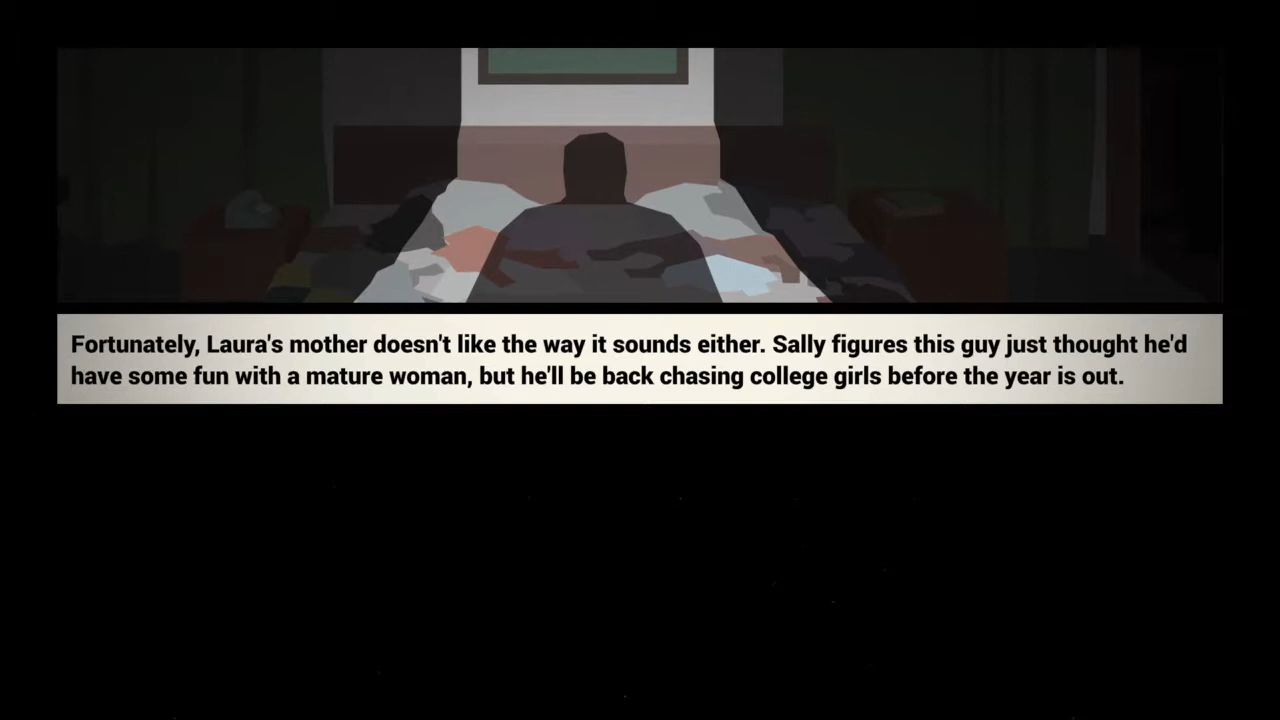 Fortunately, Laura's mother doesn't like the way it sounds either. Sally figures this guy just thought he'd
have some fun with a mature woman, but he'll be back chasing college girls before the year is out.